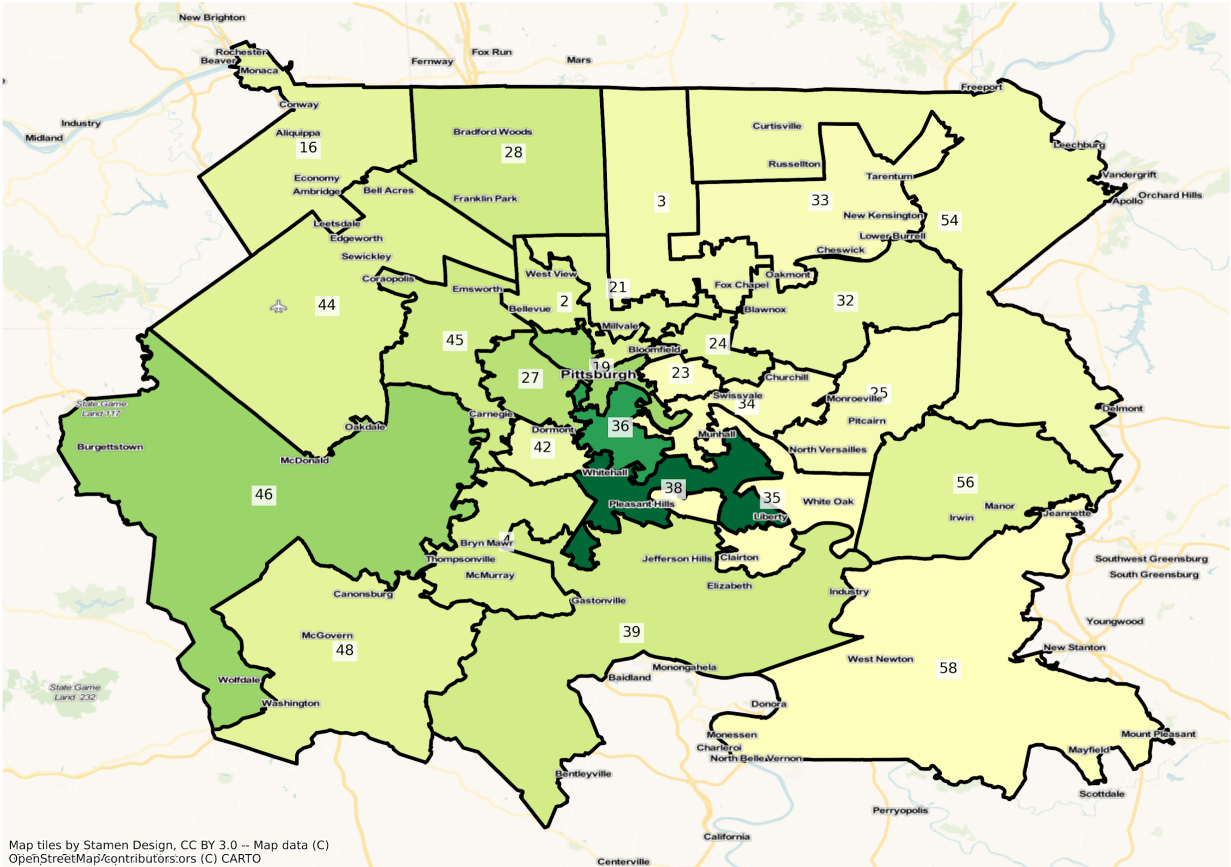 New Brighton
Rochester
Beaver
Monaca
Fernway
Fox Run
Mars
Freeport
Conway
Industry
Midland
Aliquippa
16
Bradford Woods
28
Curtisville
Russellton
Leechburg
Economy
Ambridge
Bell Acres
Franklin Park
3
33
Tarentum
54
Vandergrift
Apollo
Orchard Hills
Leetsdale
Edgeworth
New Kensington
Lower Burrell
Sewickley
Cheswick
Coraopolis
Emsworth
West View
Oakmont
Fox Chapel
44
Bellevue
2
21
Blawnox
32
45
Millvale
Bloomfield
24
27
19
Pittsburgh
23
Churchill
Swissvale
34
25
Monroeville
State Game
Land 117
Carnegie
Pitcairn
Delmont
Oakdale
Dormont
36
Munhall
Burgettstown
McDonald
42
North Versailles
46
Whitehall
38
35
56
Pleasant Hills
Liberty
White Oak
Manor
Irwin
Jeannette
Bryn Mawr
4
Thompsonville
Jefferson Hills
Clairton
Southwest Greensburg
South Greensburg
McMurray
Canonsburg
Elizabeth
Industry
Gastonville
39
Youngwood
McGovern
48
New Stanton
West Newton
58
Monongahela
Baidland
Wolfdale
State Game
Land 232
Washington
Donora
Monessen
Charleroi
North Belle Vernon
Mount Pleasant
Mayfield
Bentleyville
Scottdale
Perryopolis
California
Centerville
Map tiles by Stamen Design, CC BY 3.0 -- Map data (C)
OpenStreetMap contributors (C) CARTO